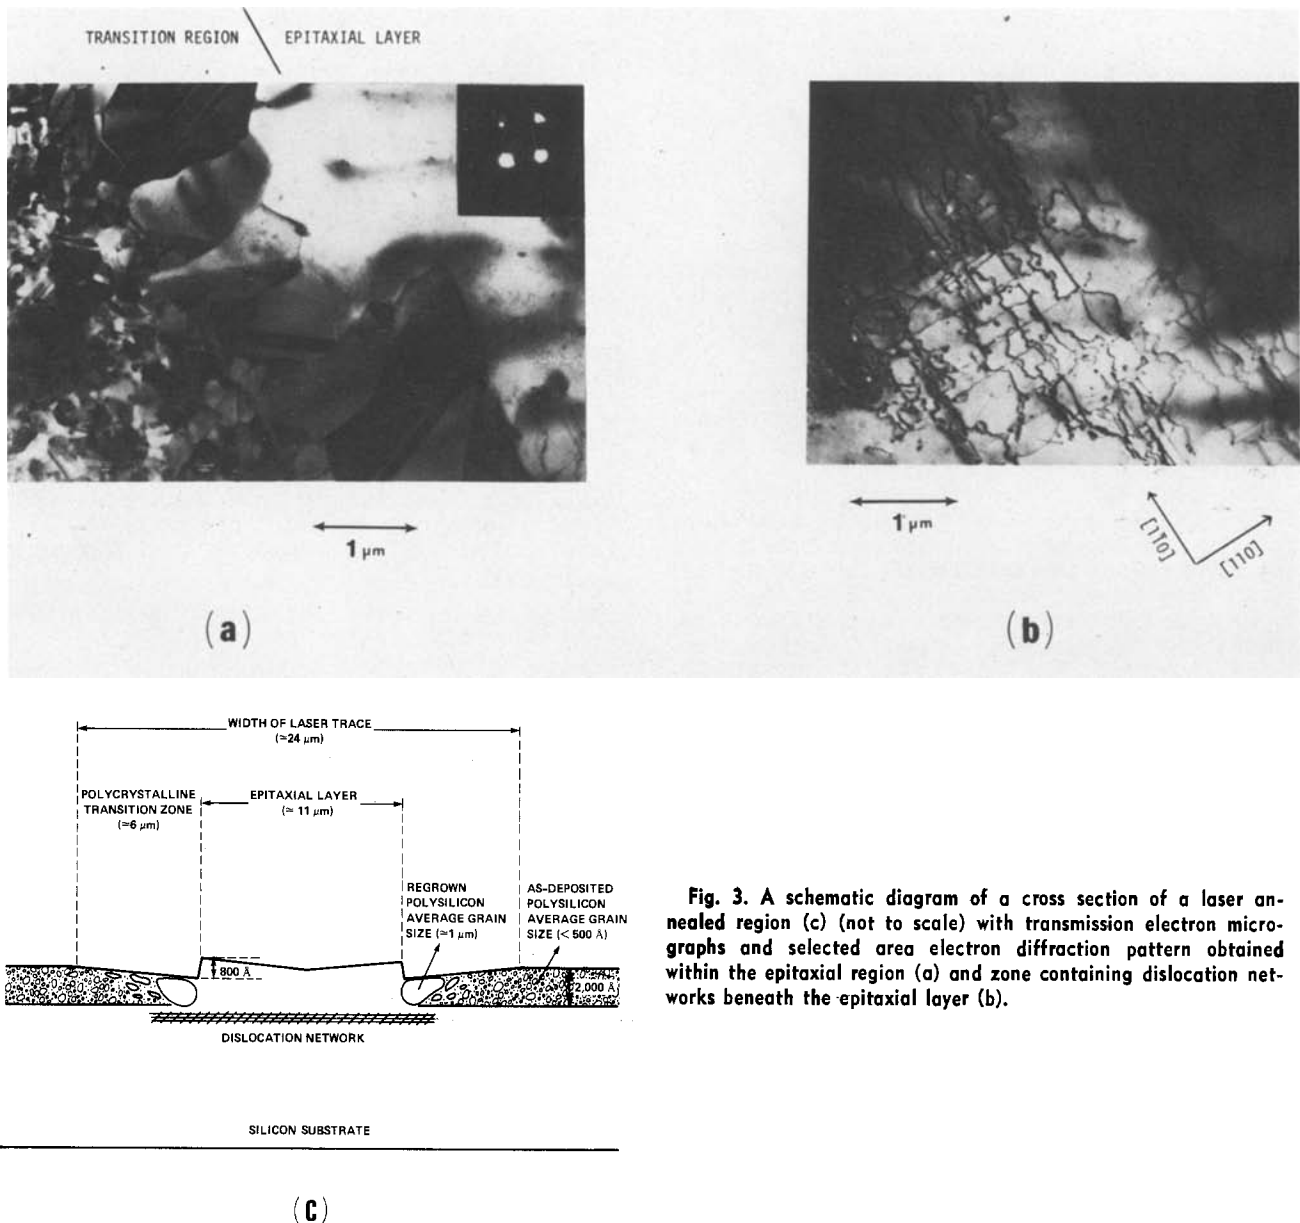 TRANSITION REGION EPITAXIAL LAYER
1 μm
(a)
1 μm
[1̄10]
[110]
(b)
WIDTH OF LASER TRACE
(≃24 μm)
POLYCRYSTALLINE
TRANSITION ZONE
(≃6 μm)
EPITAXIAL LAYER
(≃ 11 μm)
REGROWN
POLYSILICON
AVERAGE GRAIN
SIZE (≃1 μm)
AS-DEPOSITED
POLYSILICON
AVERAGE GRAIN
SIZE (< 500 Å)
800 Å
2,000 Å
DISLOCATION NETWORK
SILICON SUBSTRATE
(C)
Fig. 3. A schematic diagram of a cross section of a laser an-
nealed region (c) (not to scale) with transmission electron micro-
graphs and selected area electron diffraction pattern obtained
within the epitaxial region (a) and zone containing dislocation net-
works beneath the epitaxial layer (b).